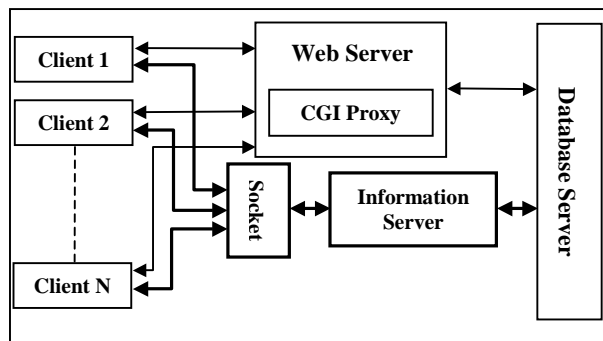 Client 1
Client 2
Client N
Web Server
CGI Proxy
Socket
Information
Server
Database Server